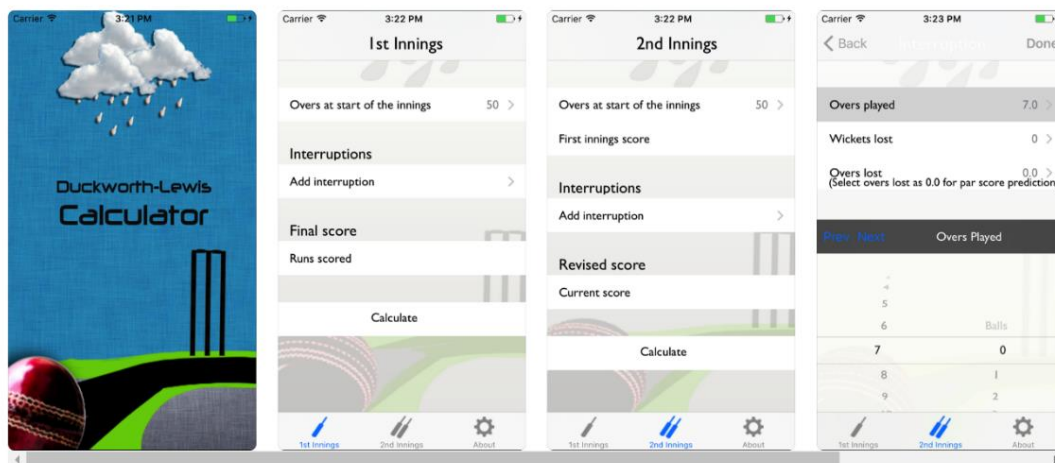 Carrier 3:21 PM
Duckworth-Lewis
Calculator
Carrier 3:22 PM
1st Innings
Overs at start of the innings 50 >
Interruptions
Add interruption >
Final score
Runs scored
Calculate
1st Innings 2nd Innings About
Carrier 3:22 PM
2nd Innings
Overs at start of the innings 50 >
First innings score
Interruptions
Add interruption >
Revised score
Current score
Calculate
1st Innings 2nd Innings About
Carrier 3:23 PM
< Back Interruption Done
Overs played 7.0 >
Wickets lost 0 >
Overs lost 0.0 >
(Select overs lost as 0.0 for par score prediction
Prev Next Overs Played
5
6 Balls
7 0
8 1
9 2
1st Innings 2nd Innings About